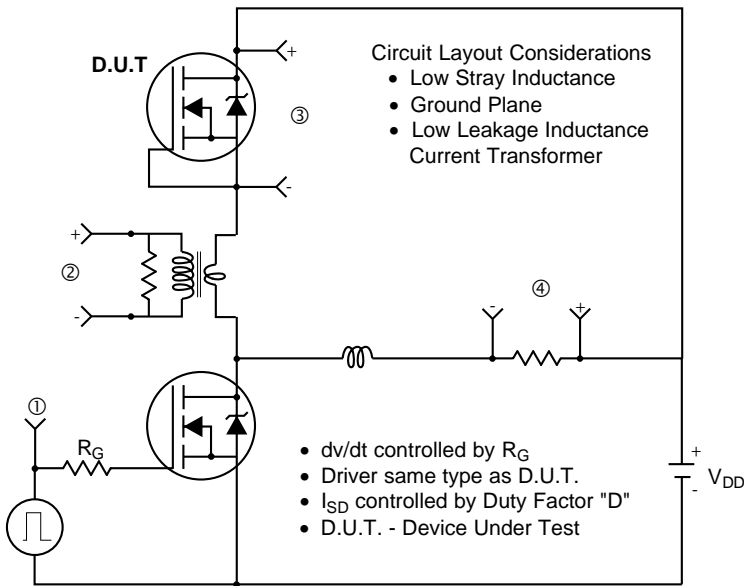 D.U.T
+
③
-
Circuit Layout Considerations
• Low Stray Inductance
• Ground Plane
• Low Leakage Inductance
Current Transformer
+
②
-
④
- +
①
R_G
• dv/dt controlled by R_G
• Driver same type as D.U.T.
• I_SD controlled by Duty Factor "D"
• D.U.T. - Device Under Test
+
-
V_DD